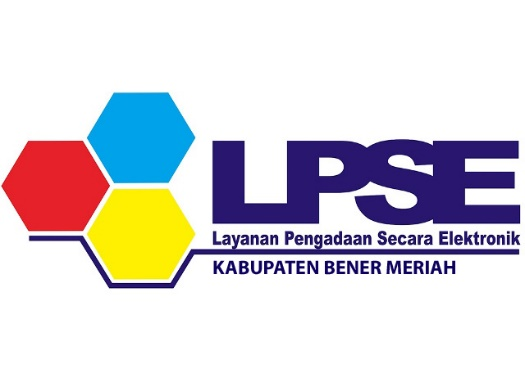 LPSE
Layanan Pengadaan Secara Elektronik
KABUPATEN BENER MERIAH